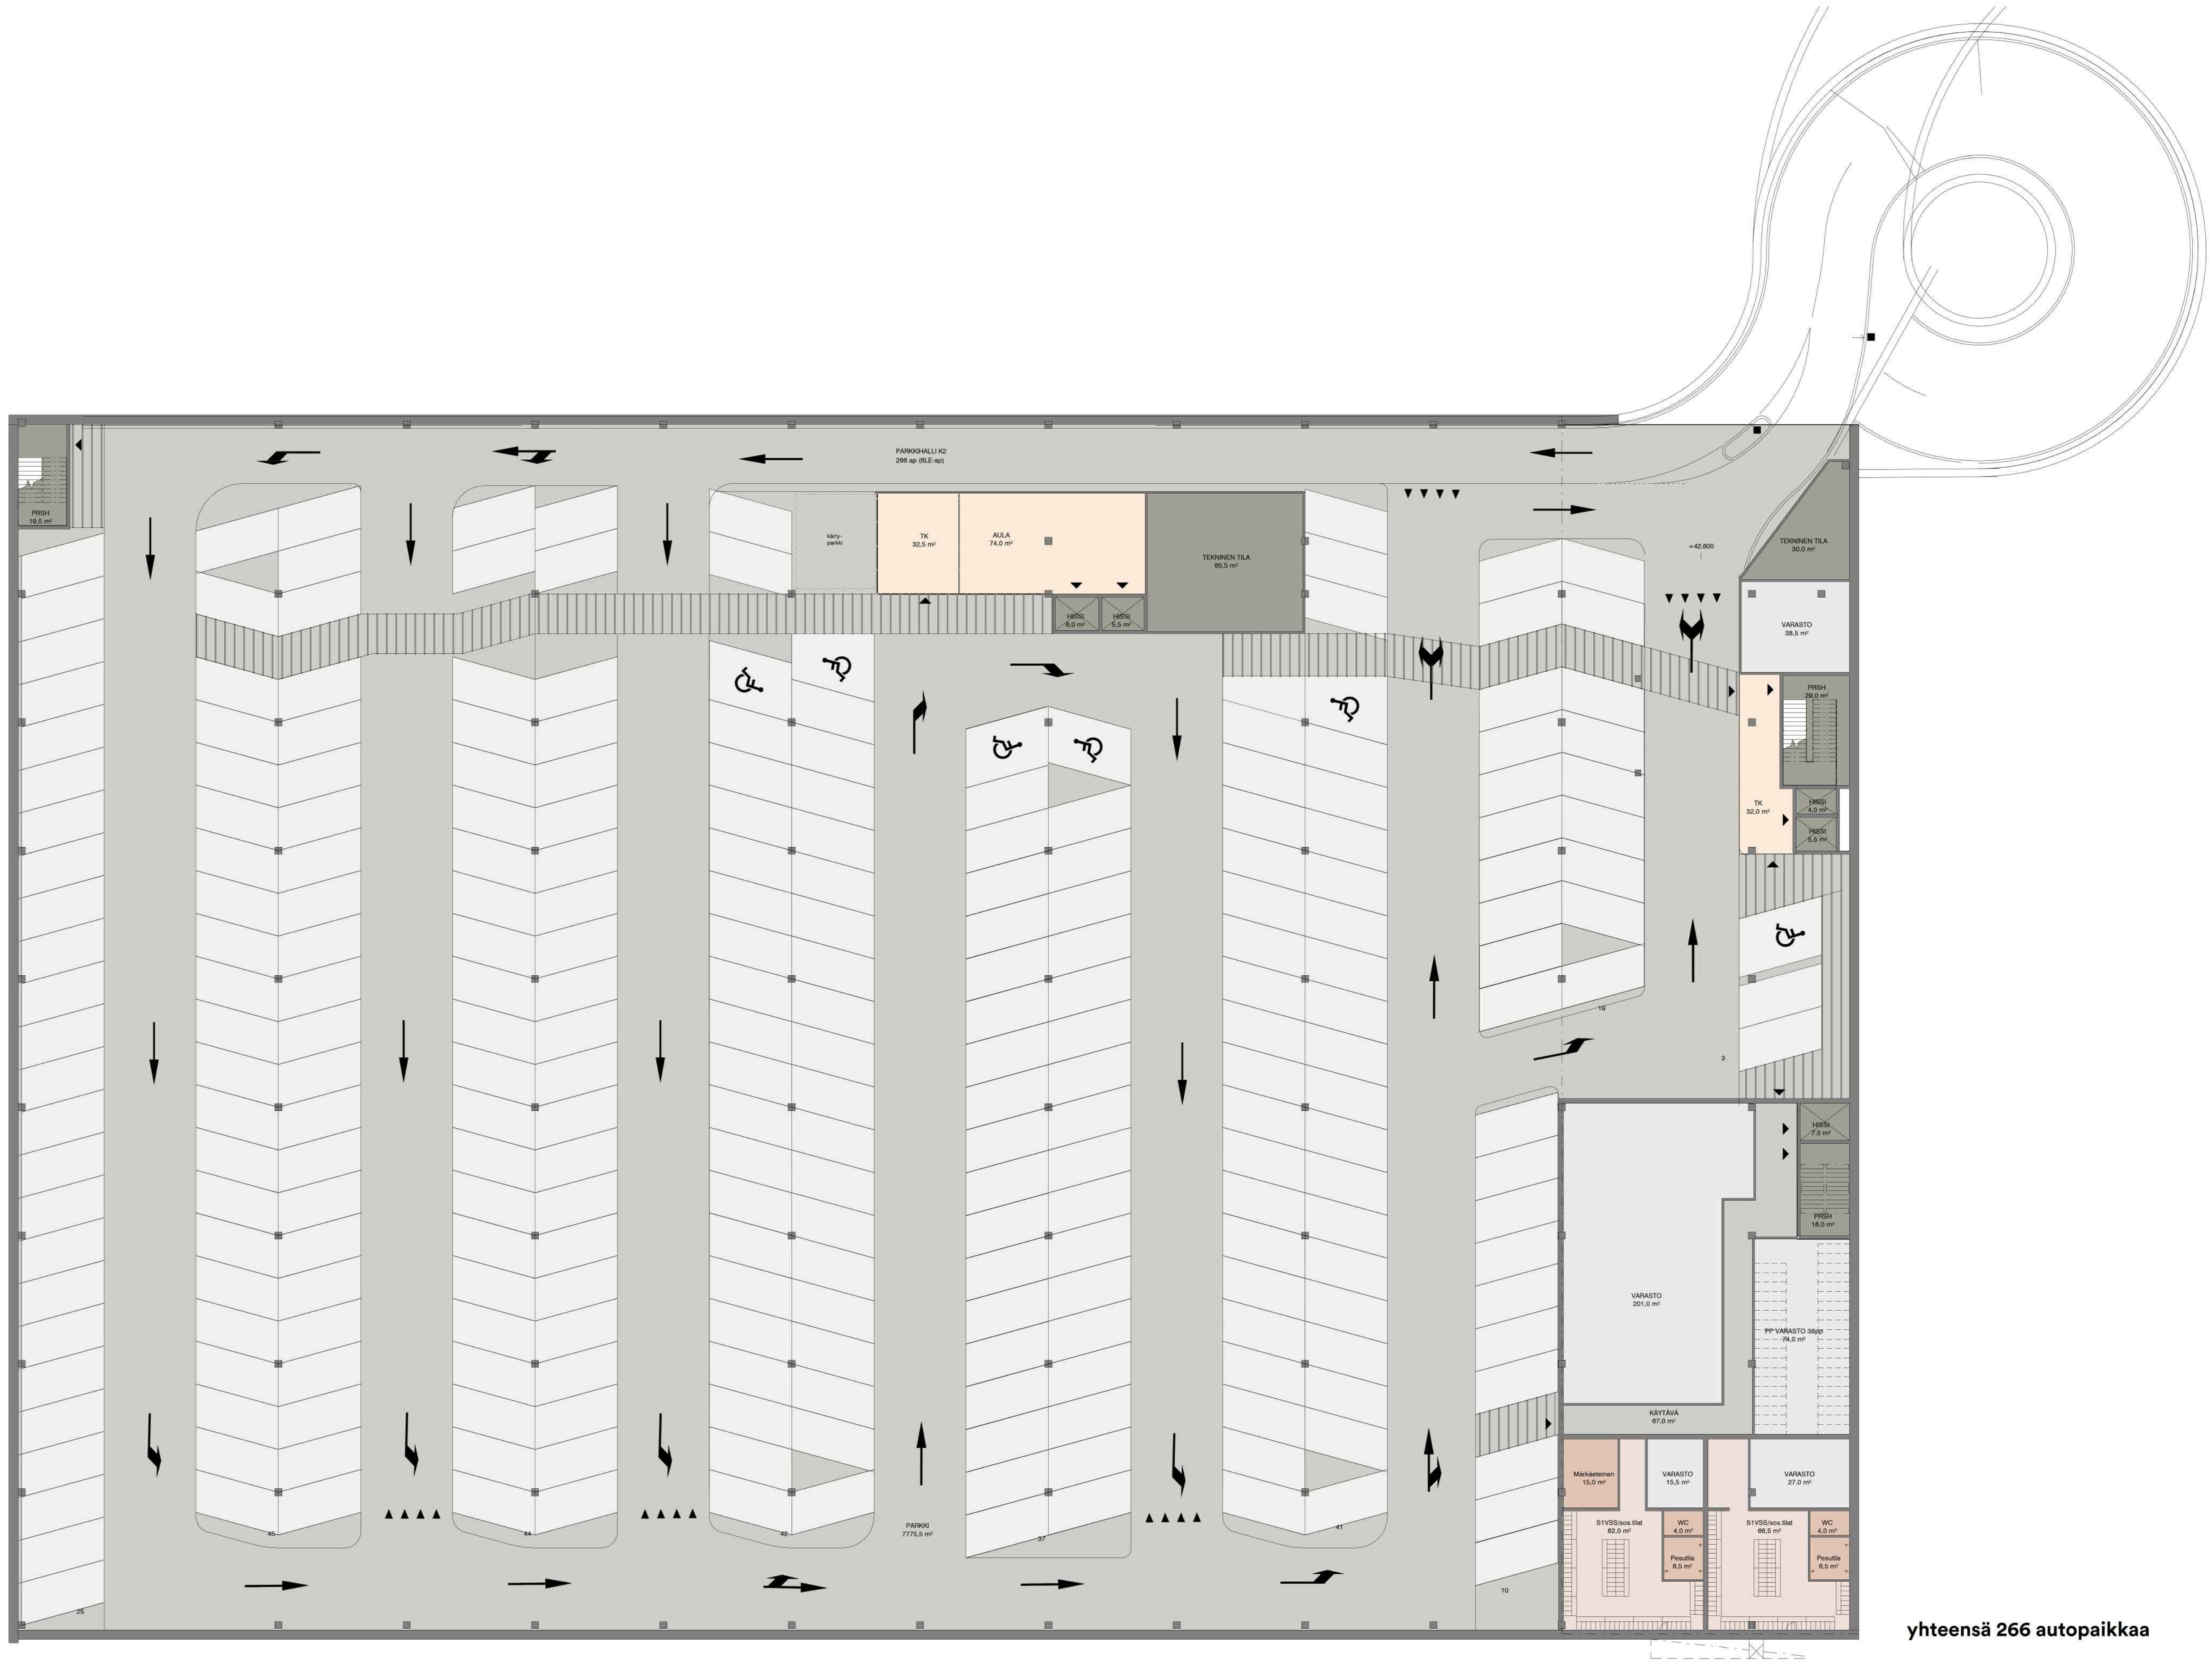 PARKKIHALLI K2
266 ap (6LE-ap)
PRSH
19,5 m²
kärry-
parkki
TK
32,5 m²
AULA
74,0 m²
TEKNINEN TILA
85,5 m²
HISSI
6,0 m²
HISSI
5,5 m²
+42,800
TEKNINEN TILA
30,0 m²
VARASTO
38,5 m²
PRSH
29,0 m²
TK
32,0 m²
HISSI
4,0 m²
HISSI
5,5 m²
19
3
HISSI
7,5 m²
PRSH
18,0 m²
VARASTO
201,0 m²
PP VARASTO 38pp
74,0 m²
KÄYTÄVÄ
67,0 m²
Märkäeteinen
15,0 m²
VARASTO
15,5 m²
VARASTO
27,0 m²
S1VSS/sos.tilat
62,0 m²
WC
4,0 m²
S1VSS/sos.tilat
66,5 m²
WC
4,0 m²
Pesutila
6,5 m²
Pesutila
6,5 m²
PARKKI
7775,5 m²
45
44
42
37
41
10
25
yhteensä 266 autopaikkaa